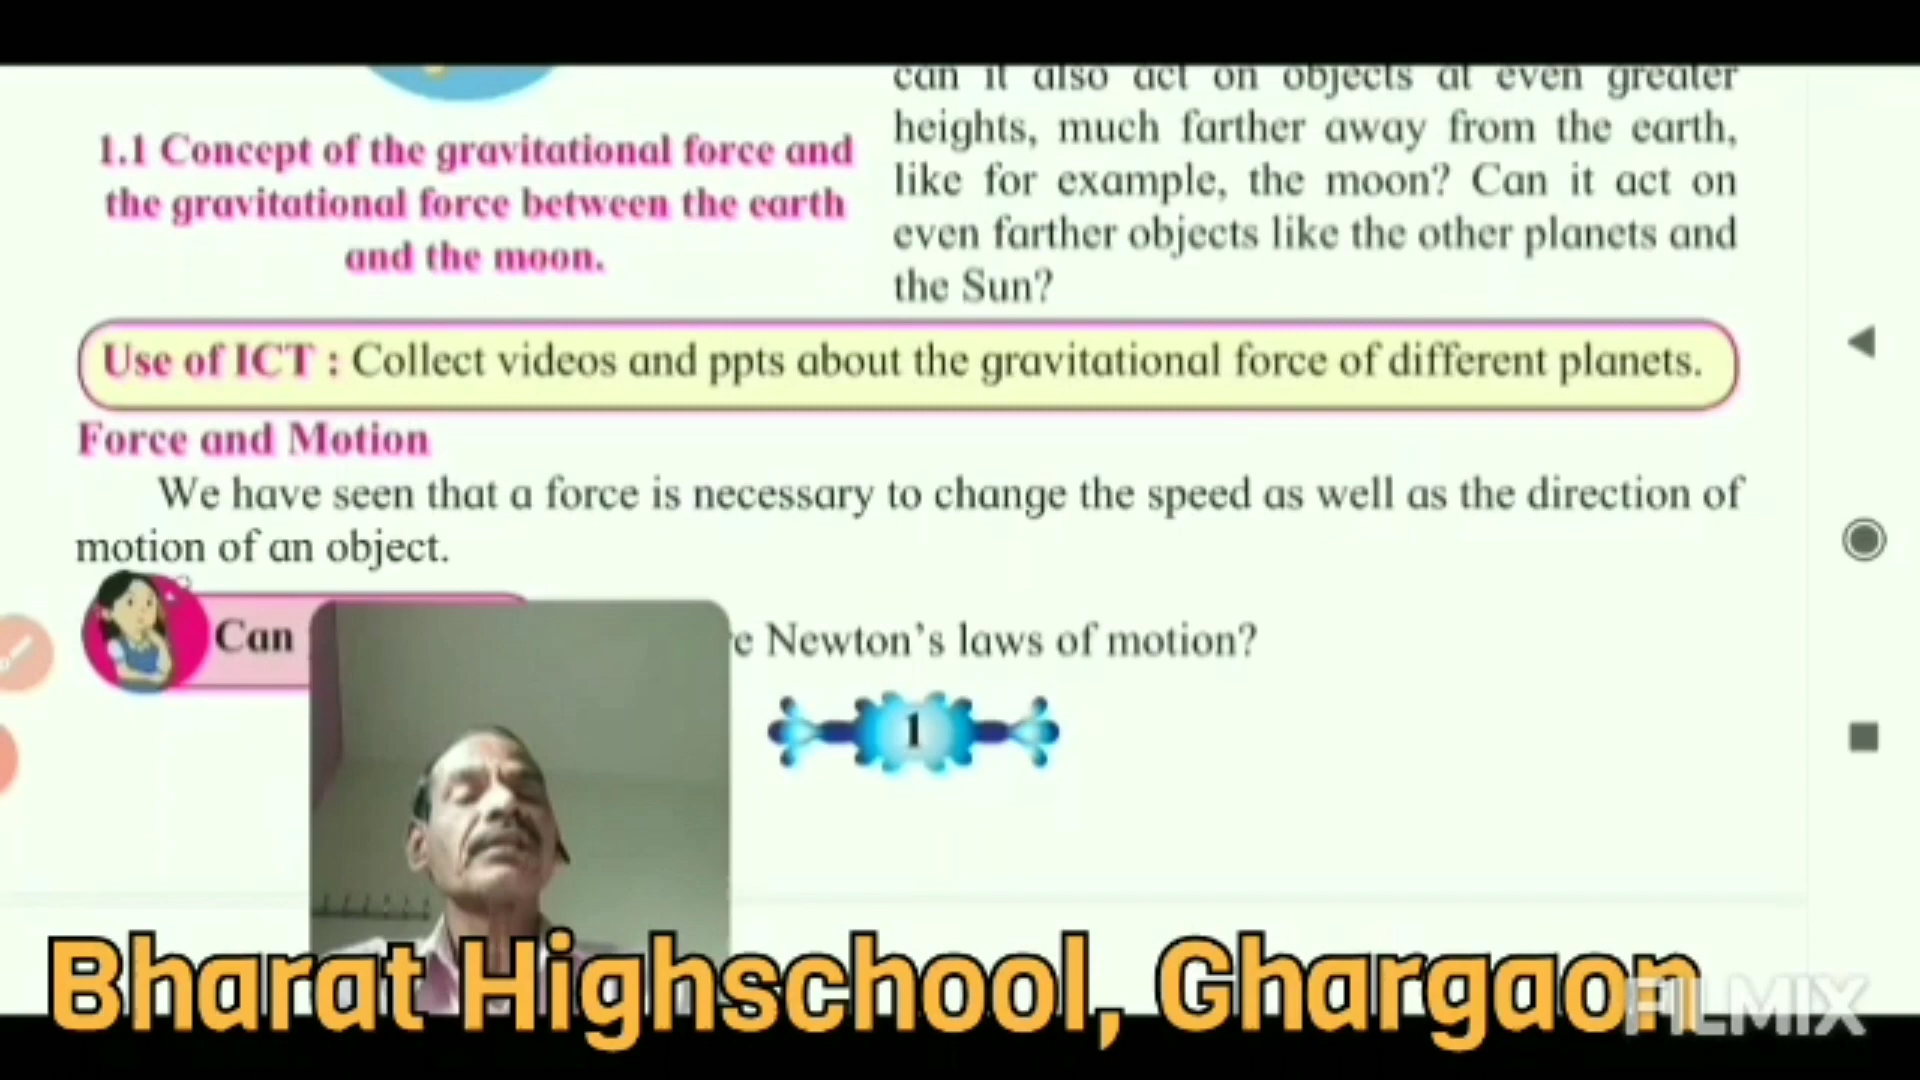 1.1 Concept of the gravitational force and
the gravitational force between the earth
and the moon.
can it also act on objects at even greater
heights, much farther away from the earth,
like for example, the moon? Can it act on
even farther objects like the other planets and
the Sun?
Use of ICT : Collect videos and ppts about the gravitational force of different planets.
Force and Motion
We have seen that a force is necessary to change the speed as well as the direction of
motion of an object.
Can
Newton's laws of motion?
1
Bharat Highschool, Ghargaon
FILMIX